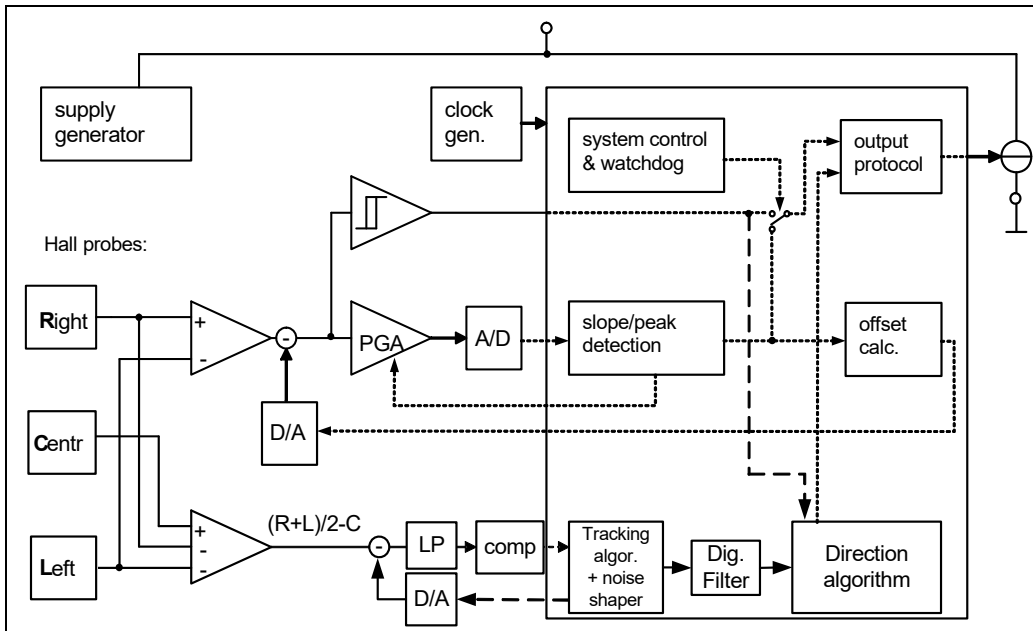 supply
generator
clock
gen.
system control
& watchdog
output
protocol
Hall probes:
Right
+
-
-
PGA
A/D
slope/peak
detection
offset
calc.
D/A
Centr
Left
+
-
-
(R+L)/2-C
-
LP
comp
D/A
Tracking
algor.
+ noise
shaper
Dig.
Filter
Direction
algorithm